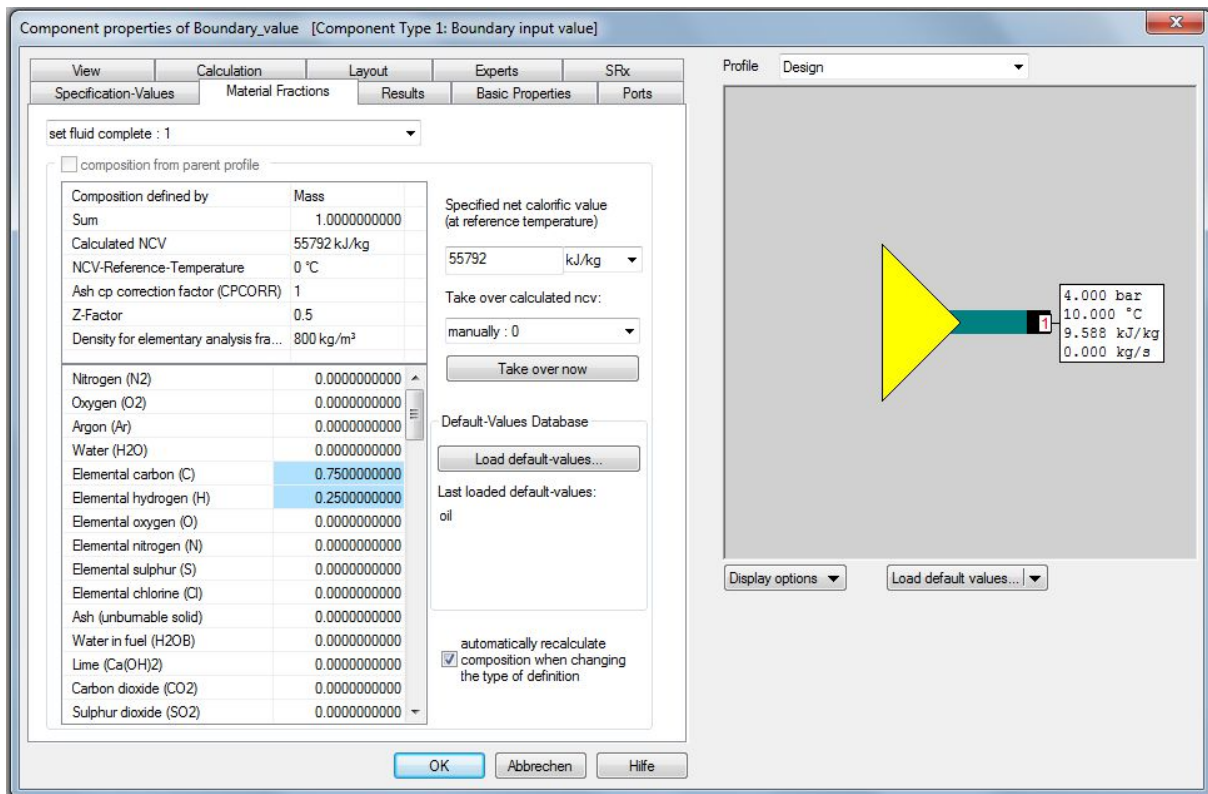 Component properties of Boundary_value [Component Type 1: Boundary input value]
View Calculation Layout Experts SRx
Specification-Values Material Fractions Results Basic Properties Ports
set fluid complete : 1
composition from parent profile
Composition defined by Mass
Sum 1.0000000000
Calculated NCV 55792 kJ/kg
NCV-Reference-Temperature 0 °C
Ash cp correction factor (CPCORR) 1
Z-Factor 0.5
Density for elementary analysis fra... 800 kg/m³
Nitrogen (N2) 0.0000000000
Oxygen (O2) 0.0000000000
Argon (Ar) 0.0000000000
Water (H2O) 0.0000000000
Elemental carbon (C) 0.7500000000
Elemental hydrogen (H) 0.2500000000
Elemental oxygen (O) 0.0000000000
Elemental nitrogen (N) 0.0000000000
Elemental sulphur (S) 0.0000000000
Elemental chlorine (Cl) 0.0000000000
Ash (unburnable solid) 0.0000000000
Water in fuel (H2OB) 0.0000000000
Lime (Ca(OH)2) 0.0000000000
Carbon dioxide (CO2) 0.0000000000
Sulphur dioxide (SO2) 0.0000000000
Specified net calorific value
(at reference temperature)
55792 kJ/kg
Take over calculated ncv:
manually : 0
Take over now
Default-Values Database
Load default-values...
Last loaded default-values:
oil
automatically recalculate
composition when changing
the type of definition
OK Abbrechen Hilfe
Profile Design
1
4.000 bar
10.000 °C
9.588 kJ/kg
0.000 kg/s
Display options Load default values...